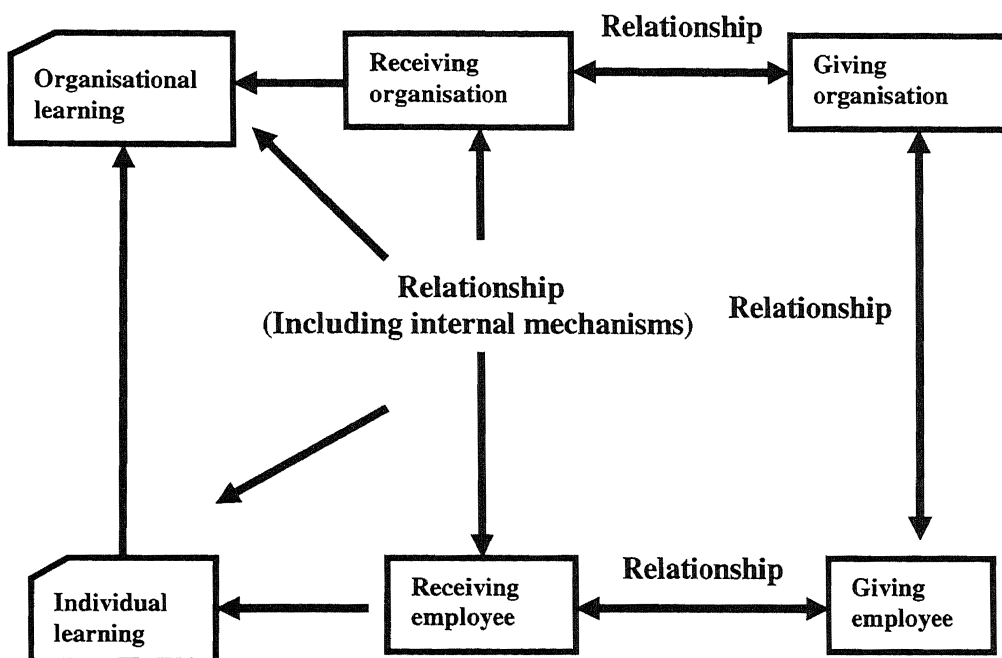 Relationship
Organisational
learning
Receiving
organisation
Giving
organisation
Relationship
(Including internal mechanisms)
Relationship
Individual
learning
Receiving
employee
Relationship
Giving
employee